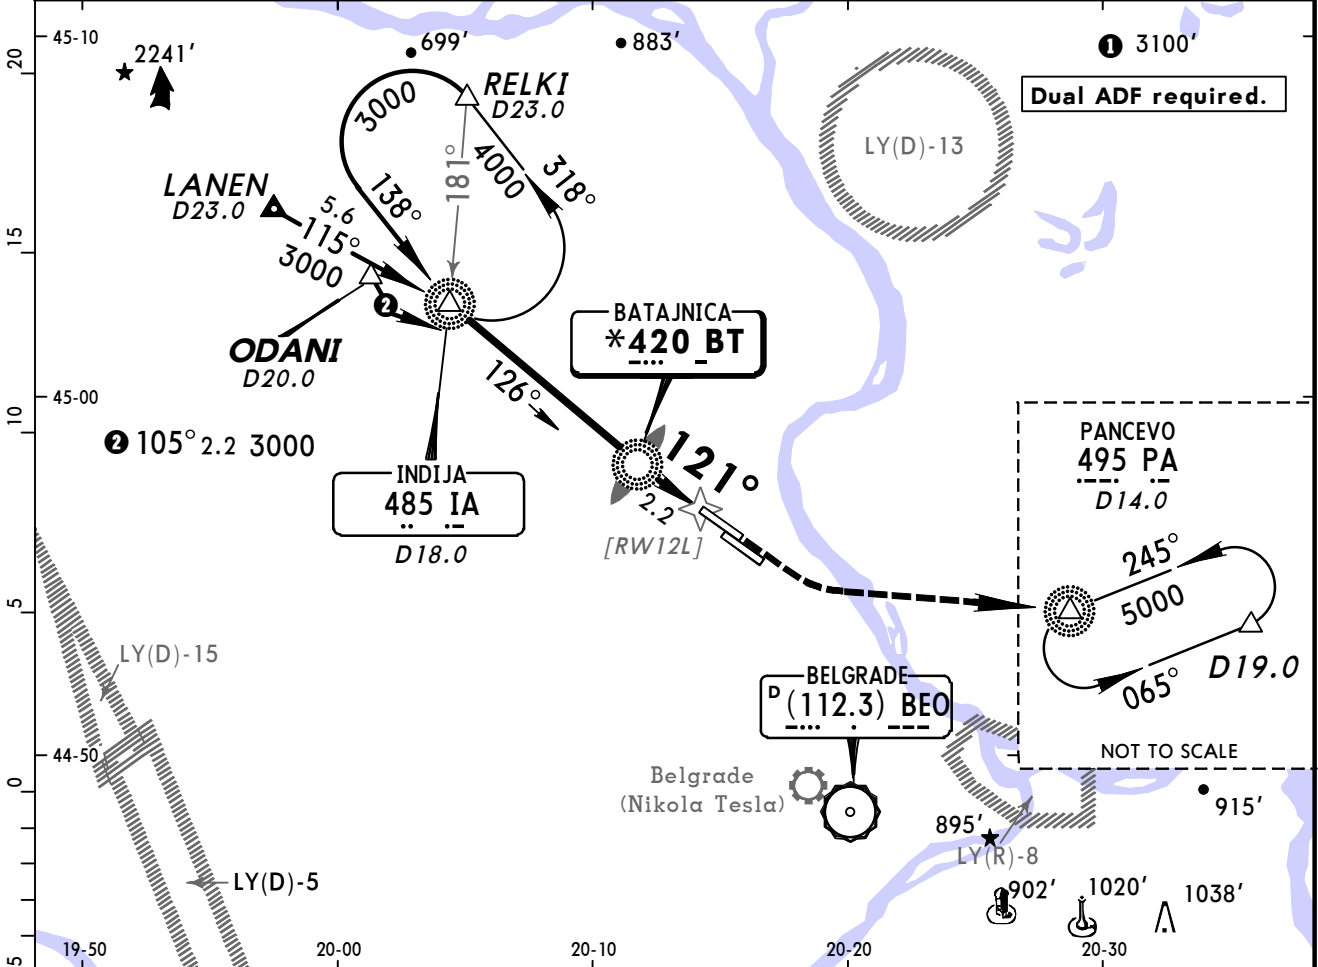 45-10
20
2241'
699'
883'
❶ 3100'
Dual ADF required.
RELKI
D23.0
3000
4000
181°
318°
138°
LY(D)-13
LANEN
D23.0
5.6
115°
3000
❷
15
ODANI
D20.0
BATAJNICA
*420 BT
126°
45-00
10
❷ 105° 2.2 3000
121°
2.2
[RW12L]
INDIJA
485 IA
D18.0
PANCEVO
495 PA
D14.0
245°
5000
065°
D19.0
NOT TO SCALE
5
LY(D)-15
BELGRADE
D (112.3) BEO
44-50
0
Belgrade
(Nikola Tesla)
915'
895'
LY(R)-8
LY(D)-5
902'
1020'
1038'
5
19-50
20-00
20-10
20-20
20-30